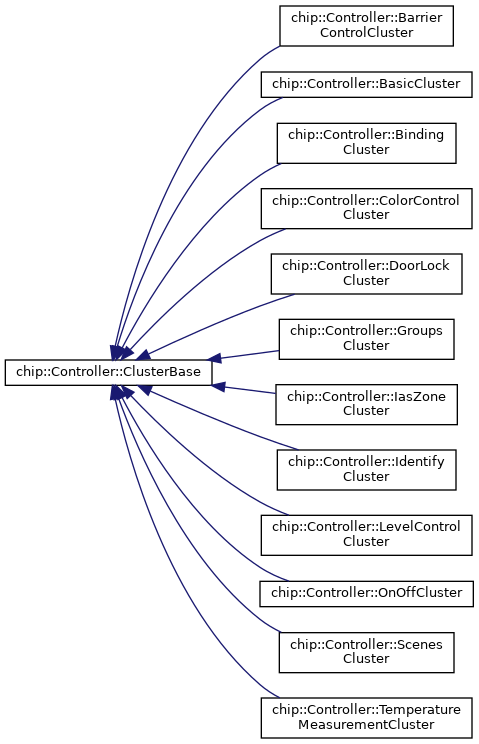 chip::Controller::Barrier
ControlCluster
chip::Controller::BasicCluster
chip::Controller::Binding
Cluster
chip::Controller::ColorControl
Cluster
chip::Controller::DoorLock
Cluster
chip::Controller::Groups
Cluster
chip::Controller::ClusterBase
chip::Controller::IasZone
Cluster
chip::Controller::Identify
Cluster
chip::Controller::LevelControl
Cluster
chip::Controller::OnOffCluster
chip::Controller::Scenes
Cluster
chip::Controller::Temperature
MeasurementCluster